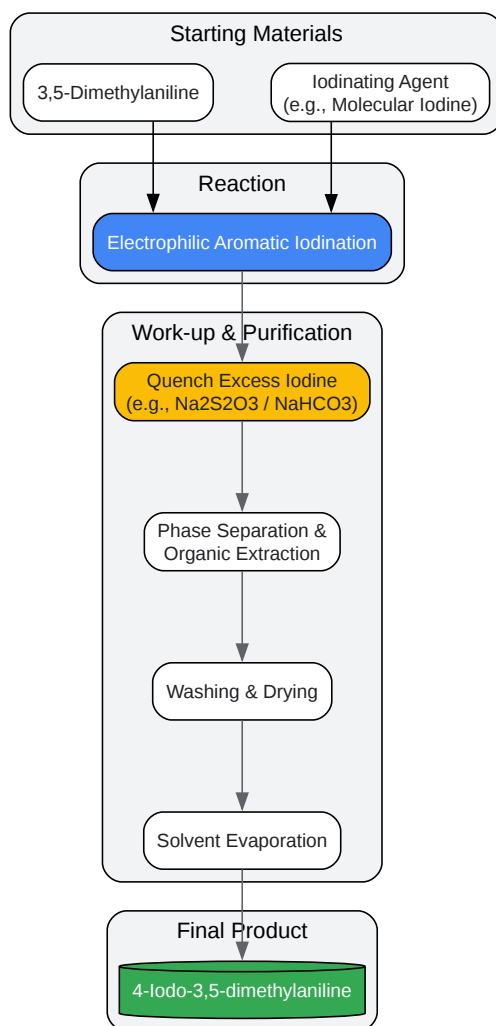 Starting Materials
3,5-Dimethylaniline
Iodinating Agent
(e.g., Molecular Iodine)
Reaction
Electrophilic Aromatic Iodination
Work-up & Purification
Quench Excess Iodine
(e.g., Na2S2O3 / NaHCO3)
Phase Separation &
Organic Extraction
Washing & Drying
Solvent Evaporation
Final Product
4-Iodo-3,5-dimethylaniline